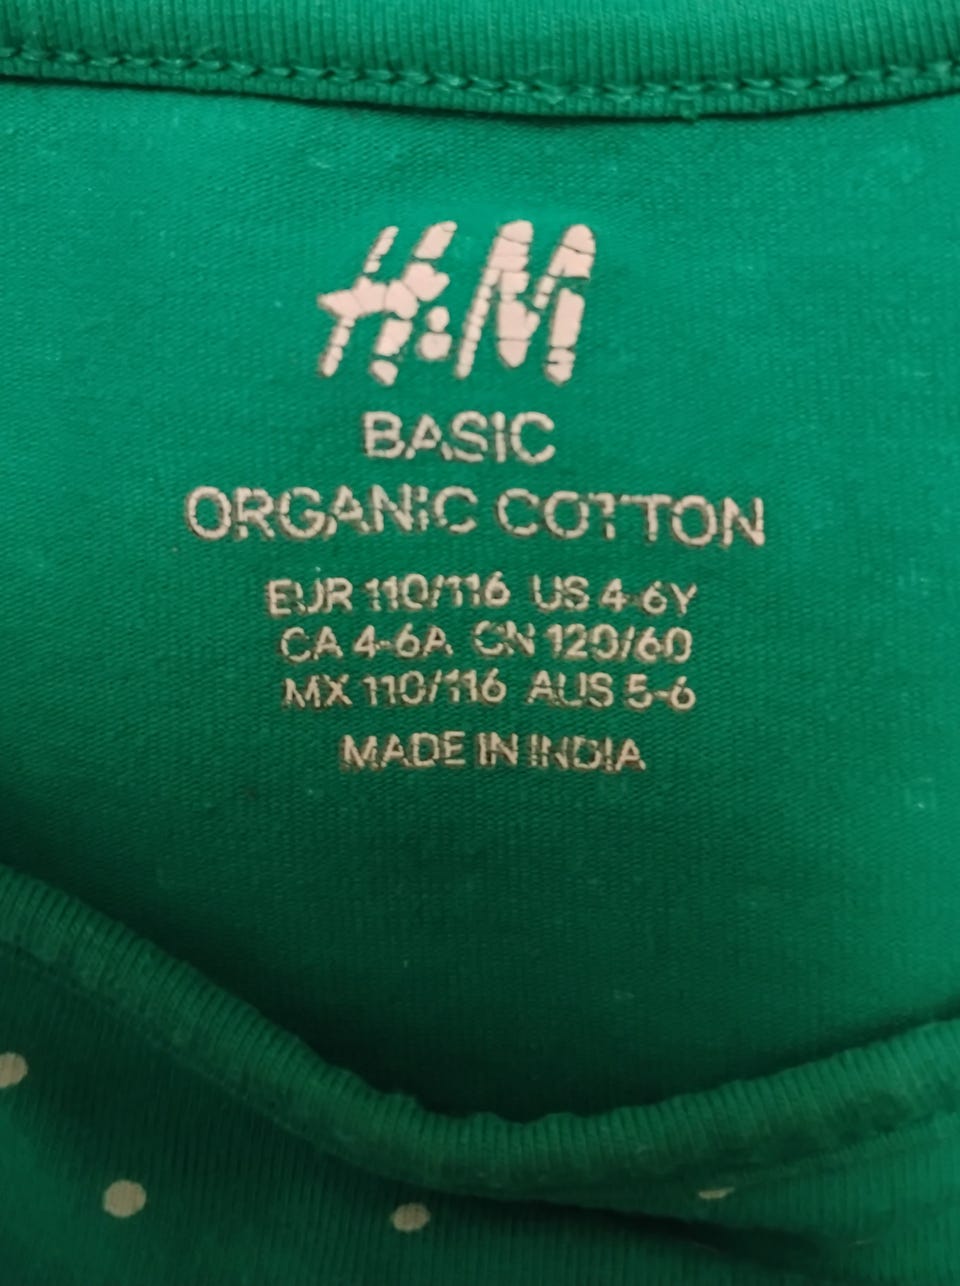 H&M
BASIC
ORGANIC COTTON
EUR 110/116 US 4-6Y
CA 4-6A CN 120/60
MX 110/116 AUS 5-6
MADE IN INDIA